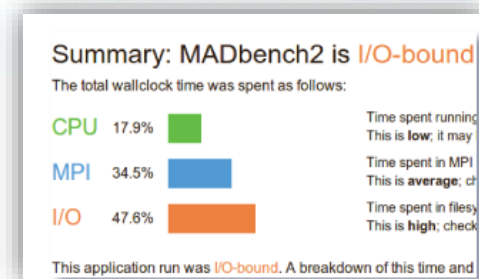 Summary: MADbench2 is I/O-bound
The total wallclock time was spent as follows:
CPU 17.9%
Time spent running
This is low; it may
MPI 34.5%
Time spent in MPI
This is average;
I/O 47.6%
Time spent in
This is high; check
This application run was I/O-bound. A breakdown of this time and